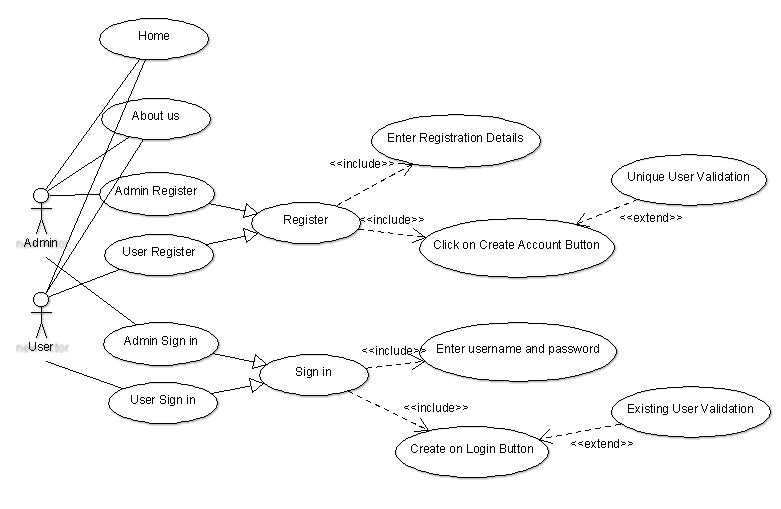 Home
About us
Enter Registration Details
<<include>>
Unique User Validation
Admin Register
Register
<<include>>
<<extend>>
Admin
User Register
Click on Create Account Button
User
Admin Sign in
<<include>>
Enter username and password
Sign in
User Sign in
<<include>>
Existing User Validation
Create on Login Button
<<extend>>